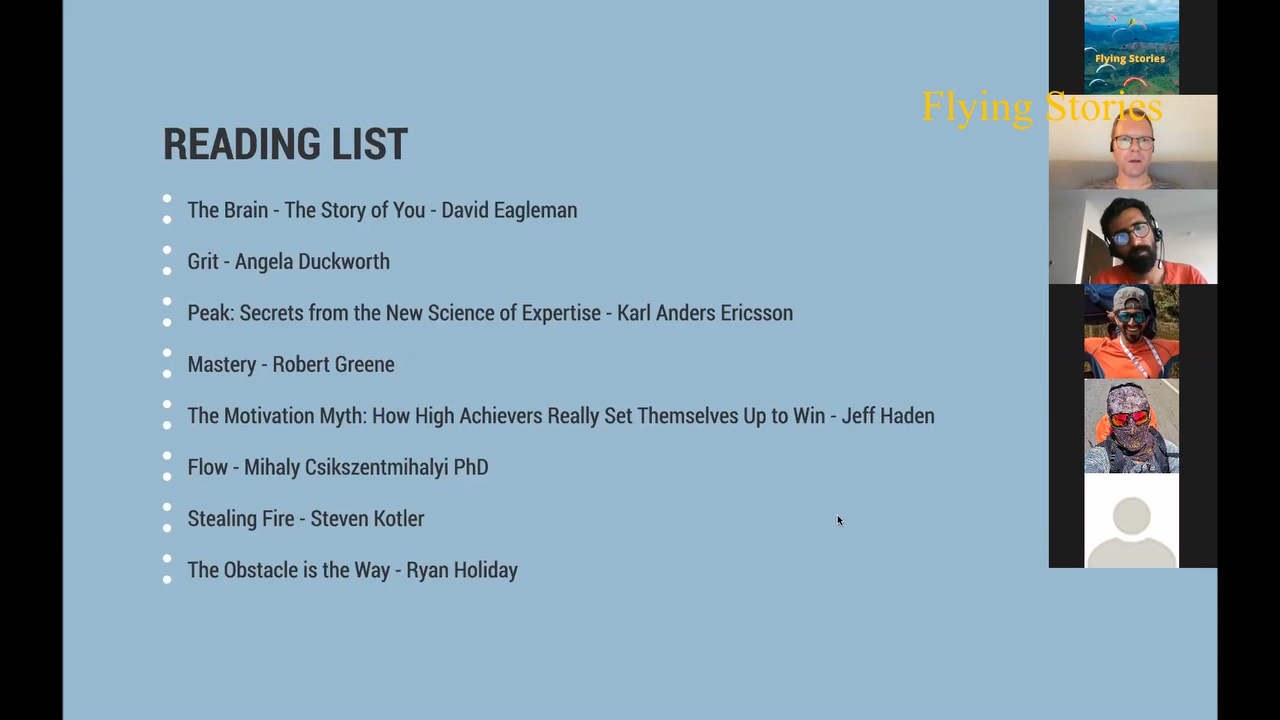 Flying Stories
Flying Stories
READING LIST
The Brain - The Story of You - David Eagleman
Grit - Angela Duckworth
Peak: Secrets from the New Science of Expertise - Karl Anders Ericsson
Mastery - Robert Greene
The Motivation Myth: How High Achievers Really Set Themselves Up to Win - Jeff Haden
Flow - Mihaly Csikszentmihalyi PhD
Stealing Fire - Steven Kotler
The Obstacle is the Way - Ryan Holiday